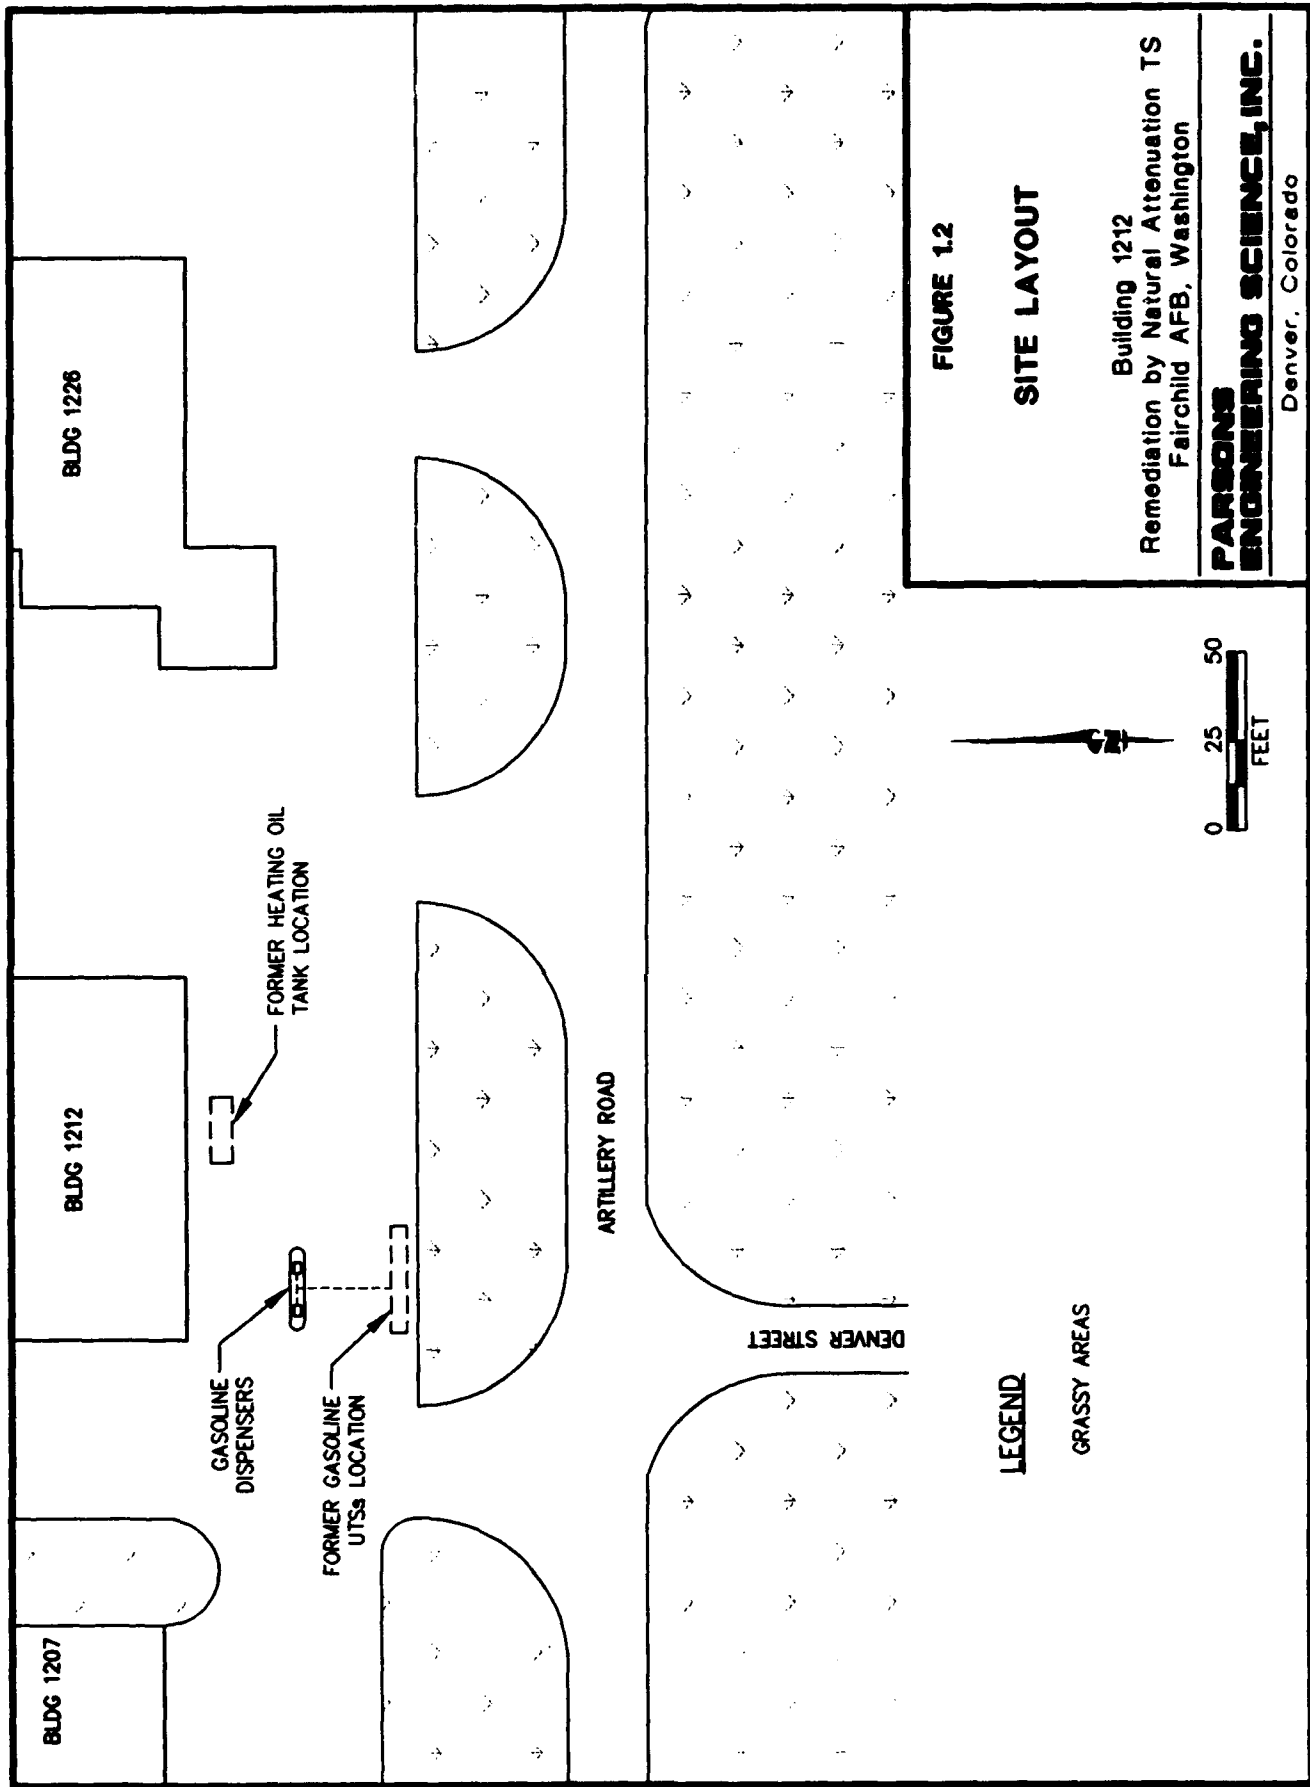 BLDG 1207
BLDG 1212
BLDG 1226
GASOLINE
DISPENSERS
FORMER HEATING OIL
TANK LOCATION
FORMER GASOLINE
UTSs LOCATION
ARTILLERY ROAD
DENVER STREET
LEGEND
GRASSY AREAS
N
0 25 50
FEET
FIGURE 1.2
SITE LAYOUT
Building 1212
Remediation by Natural Attenuation TS
Fairchild AFB, Washington
PARSONS
ENGINEERING SCIENCE, INC.
Denver, Colorado